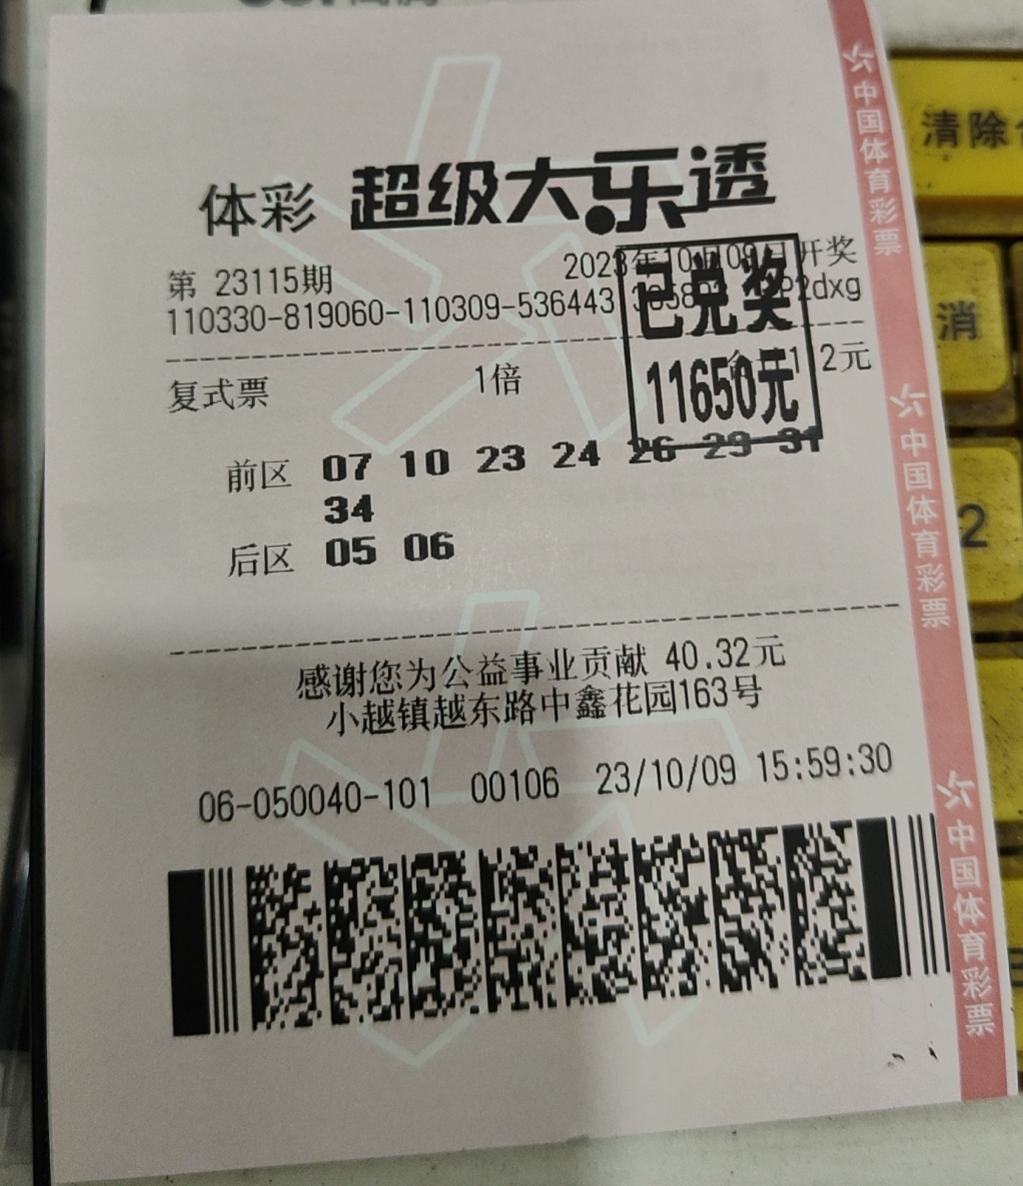 体彩 超级大乐透
第 23115期
2023年10月09日开奖
110330-819060-110309-536443
2dxg
已兑奖
11650元
复式票
1倍
2元
前区 07 10 23 24 26 29 31
34
后区 05 06
感谢您为公益事业贡献 40.32元
小越镇越东路中鑫花园163号
06-050040-101 00106 23/10/09 15:59:30
中国体育彩票
中国体育彩票
中国体育彩票
清除
消
2